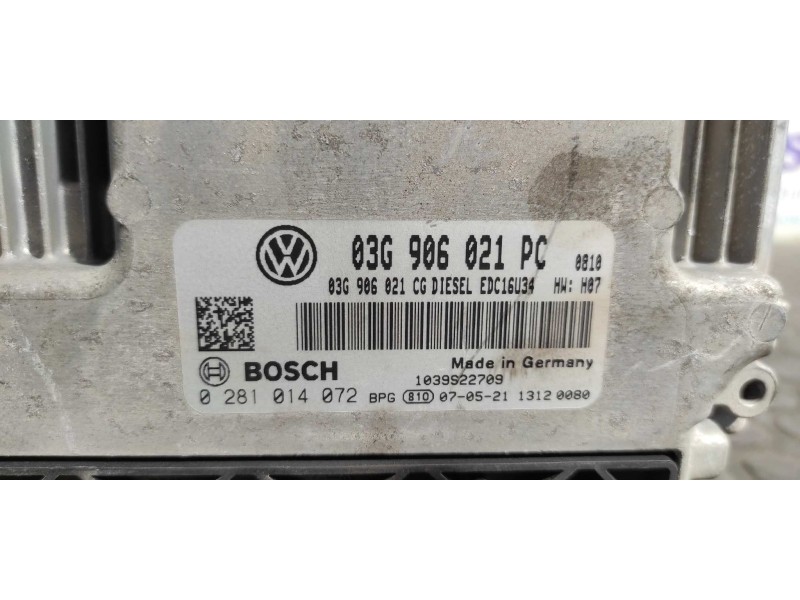 03G 906 021 PC 0810
03G 906 021 CG DIESEL EDC16U34 HW: H07
Made in Germany
BOSCH
1039S22709
0 281 014 072 BPG 810 07-05-21 1312 0080